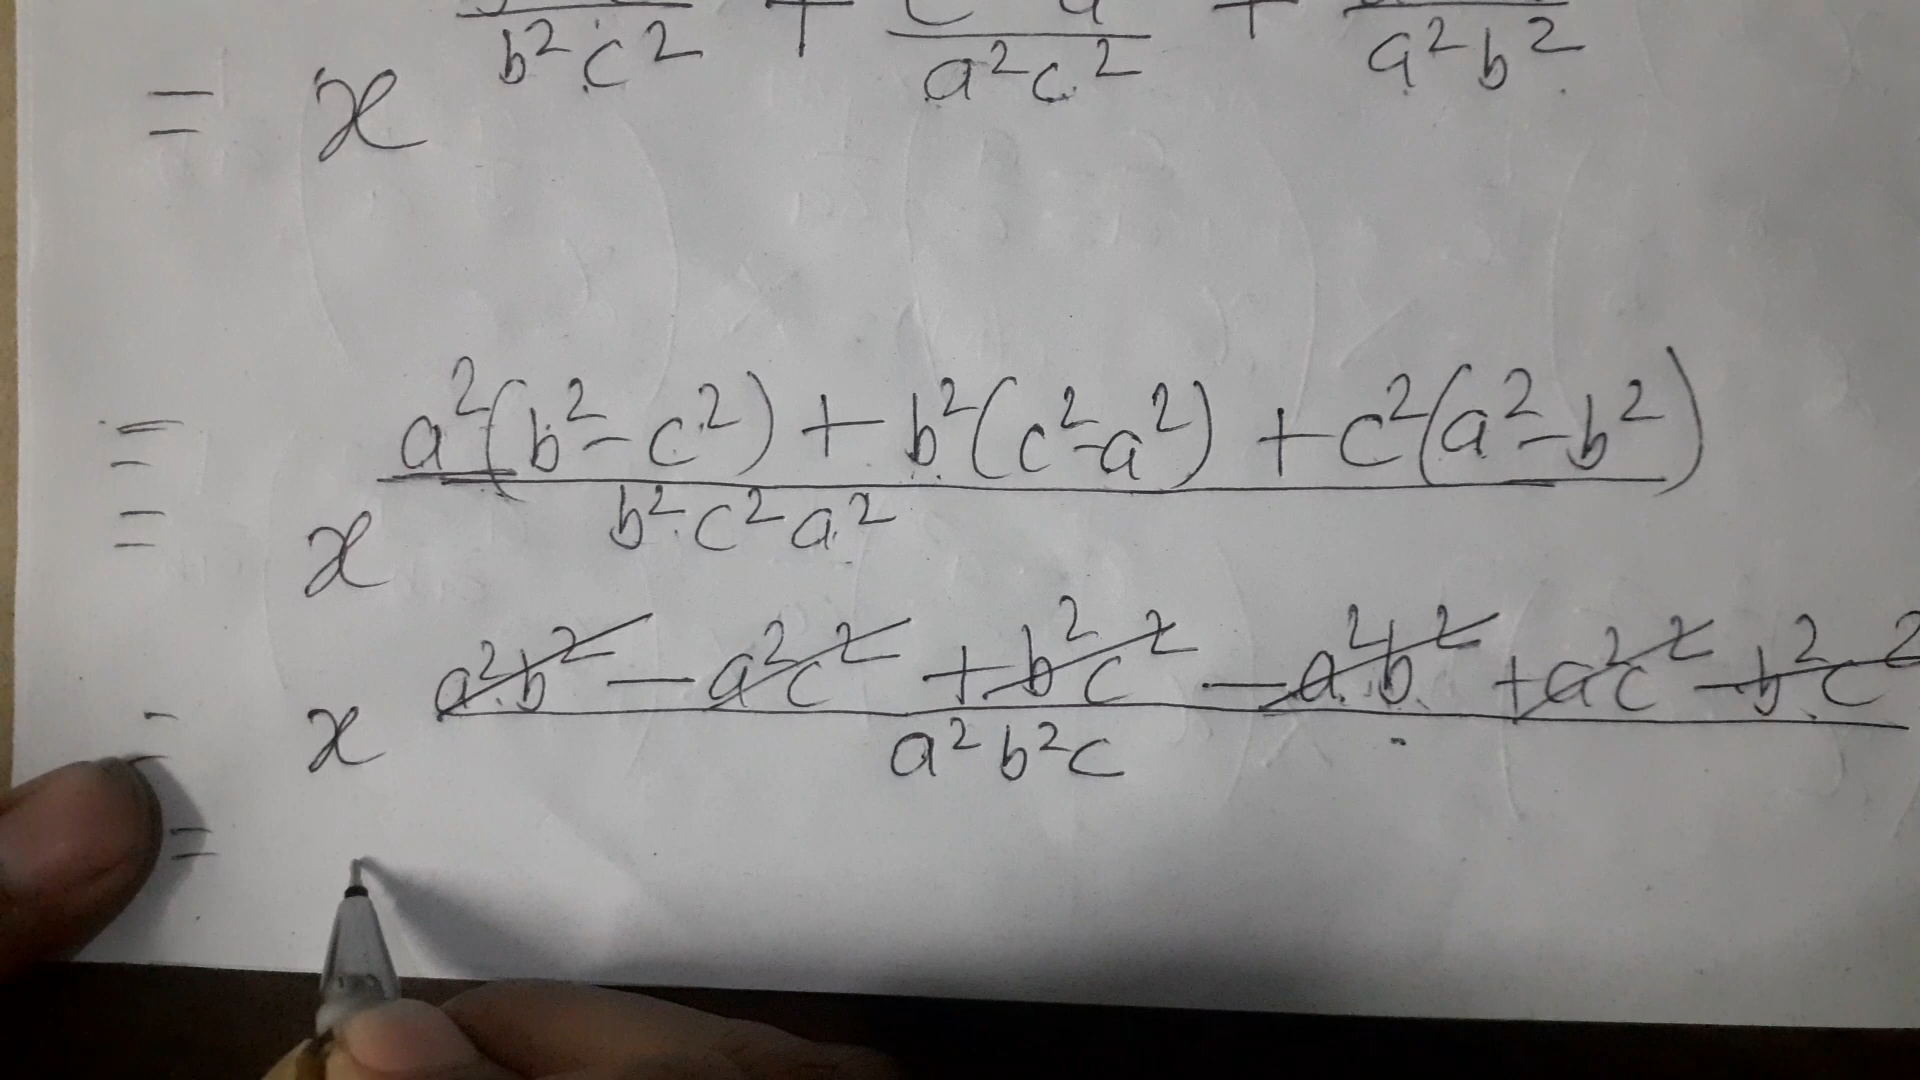 = x b²c² + a²c² + a²b²
= x a²(b²-c²) + b²(c²-a²) + c²(a²-b²) / b²c²a²
= x a²b² - a²c² + b²c² - a²b² + a²c² - b²c² / a²b²c
=